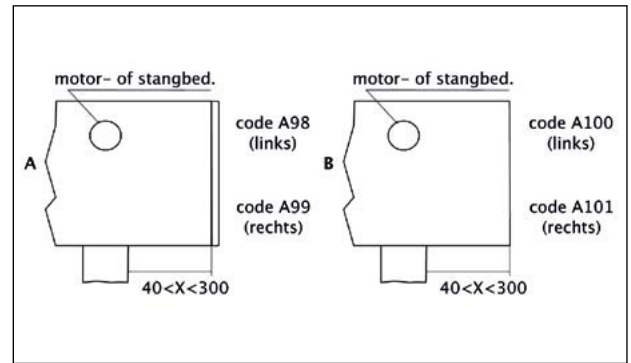 motor- of stangbed.
A
code A98
(links)
code A99
(rechts)
40<X<300
motor- of stangbed.
B
code A100
(links)
code A101
(rechts)
40<X<300